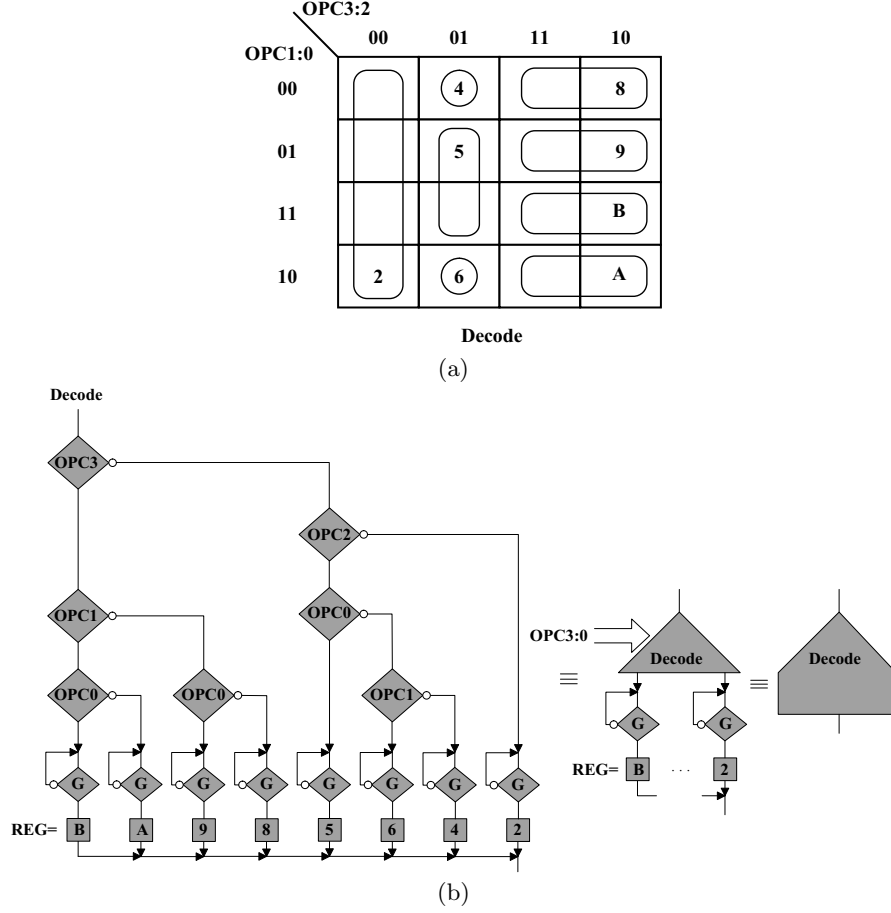 OPC3:2
00 01 11 10
OPC1:0
00 4 8
01 5 9
11 B
10 2 6 A
Decode
(a)
Decode
OPC3
OPC2
OPC1 OPC0
OPC3:0
Decode Decode
≡ ≡
OPC0 OPC0 OPC1
G G
G G G G G G G G
REG= B · · · 2
REG= B A 9 8 5 6 4 2
(b)